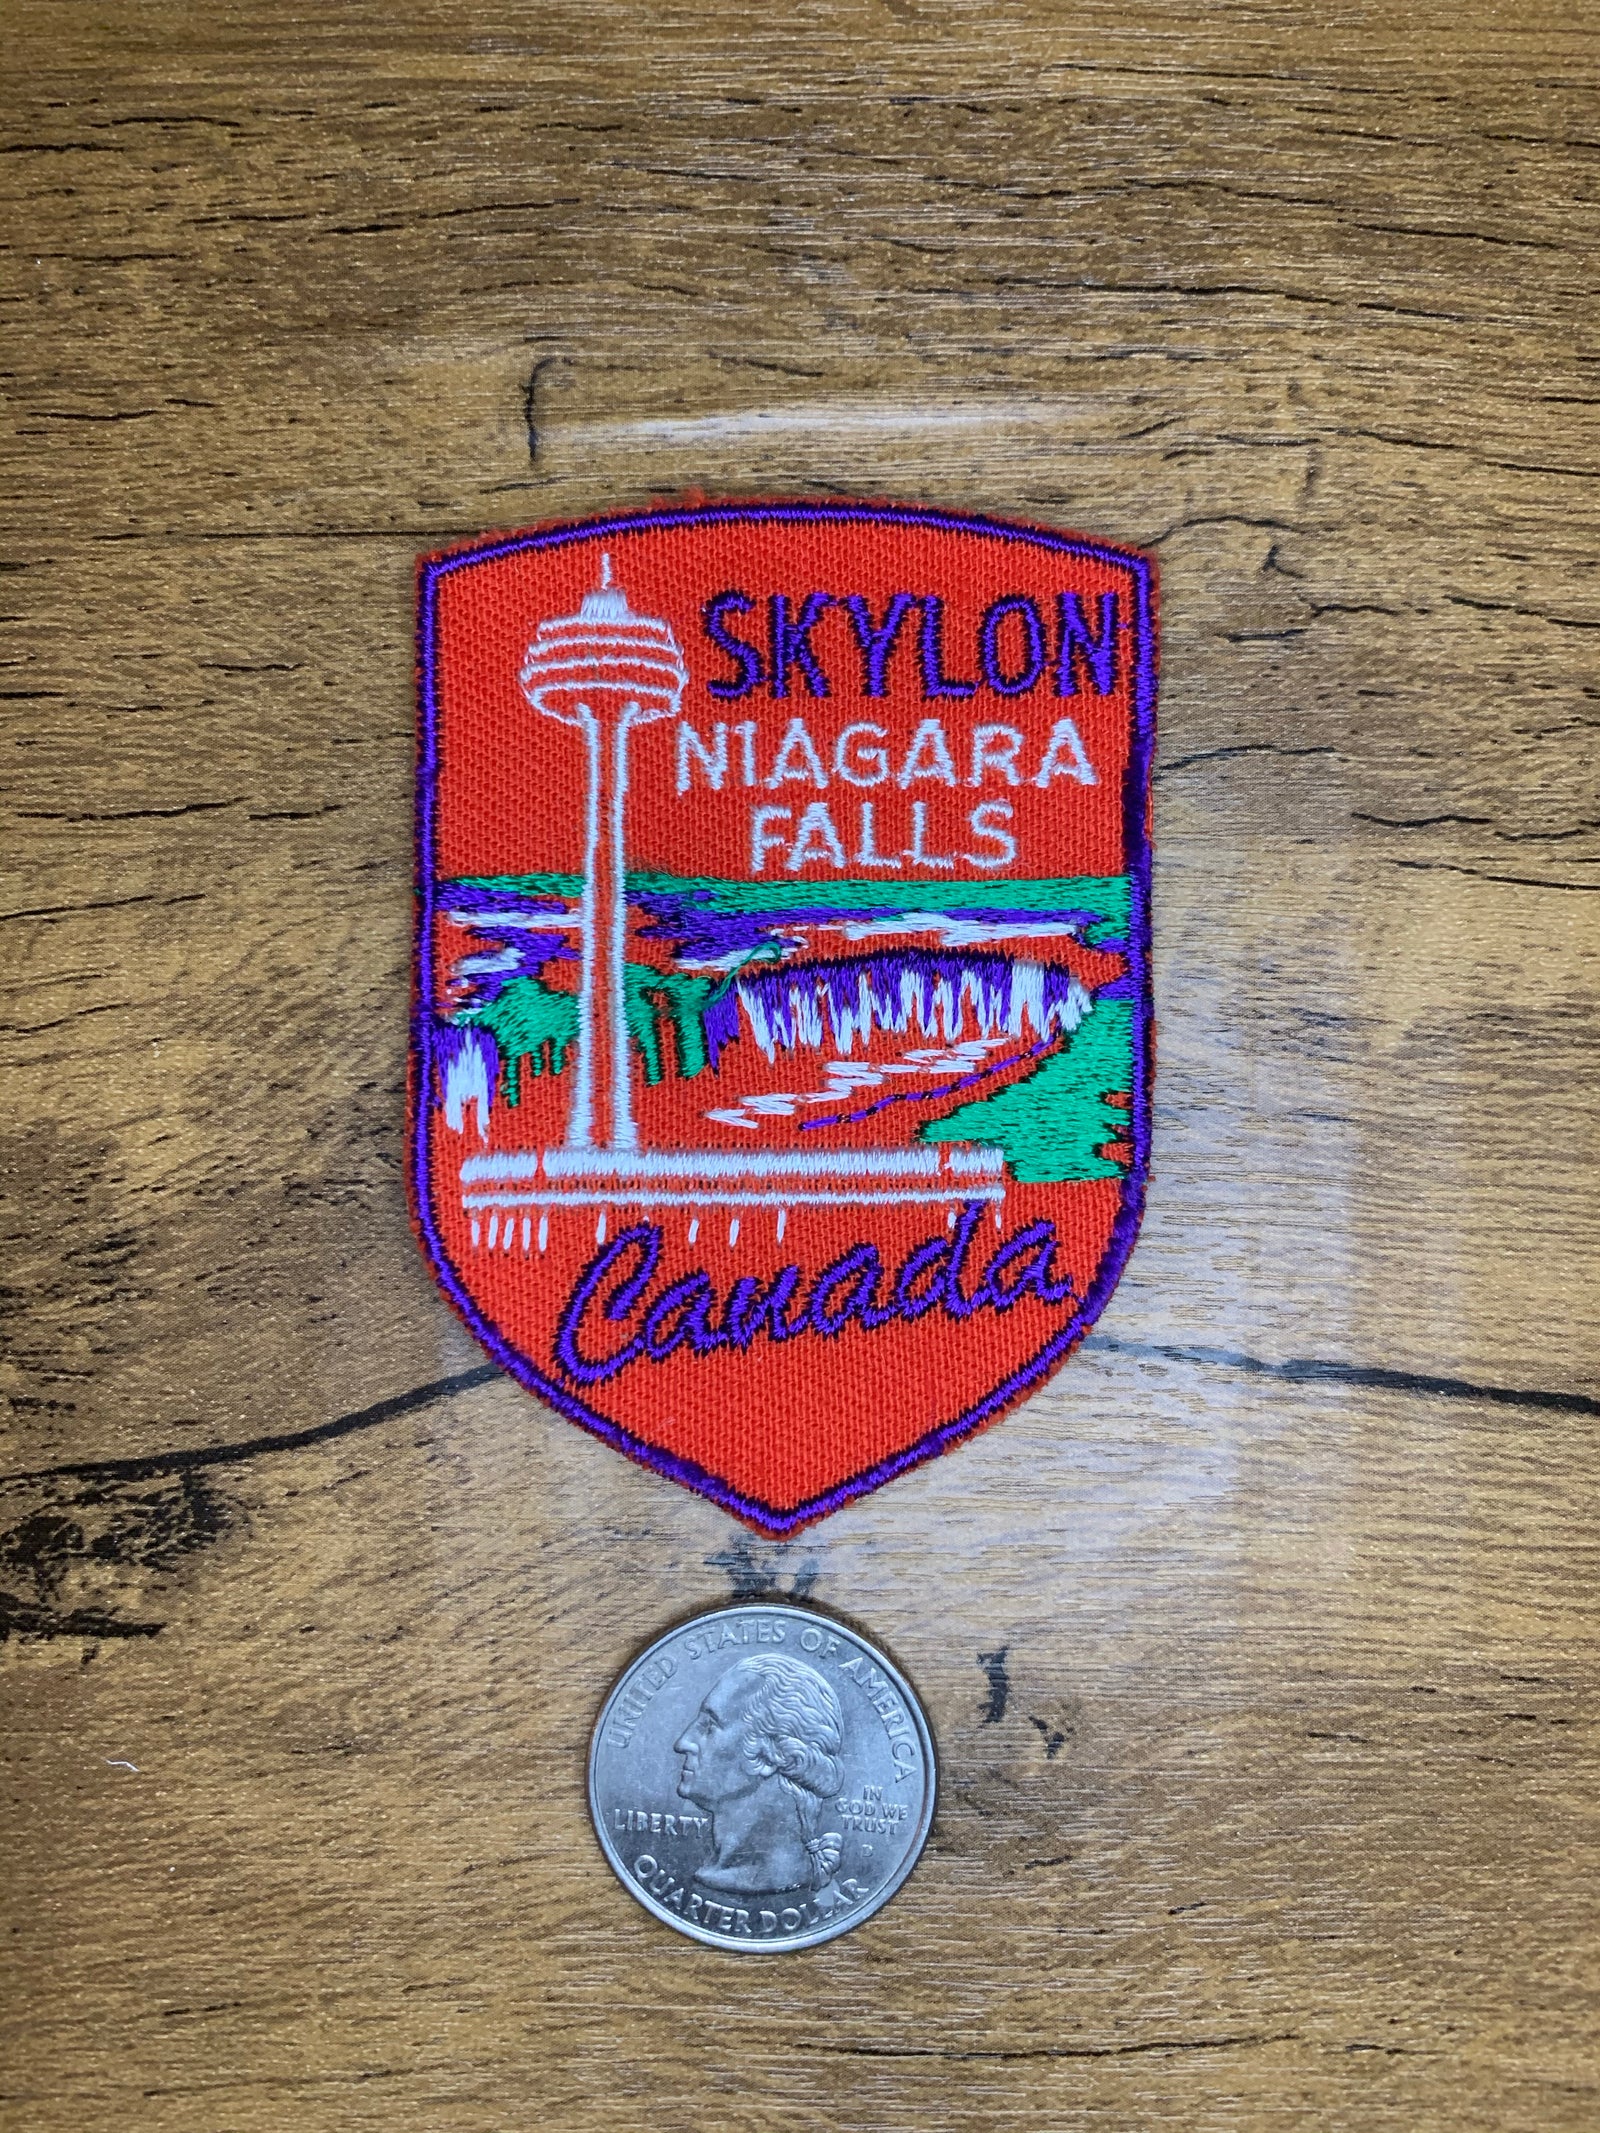 SKYLON
NIAGARA
FALLS
Canada
UNITED STATES OF AMERICA
LIBERTY
IN
GOD WE
TRUST
D
QUARTER DOLLAR